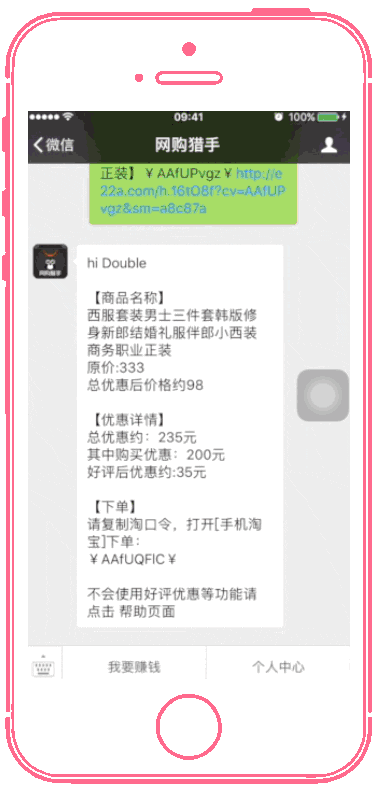 09:41
100%
微信
网购猎手
正装】￥AAfUPvgz￥http://e
22a.com/h.16tO8f?cv=AAfUP
vgz&sm=a8c87a
网购猎手
hi Double
【商品名称】
西服套装男士三件套韩版修
身新郎结婚礼服伴郎小西装
商务职业正装
原价:333
总优惠后价格约98
【优惠详情】
总优惠约：235元
其中购买优惠：200元
好评后优惠约:35元
【下单】
请复制淘口令，打开[手机淘
宝]下单：
￥AAfUQFIC￥
不会使用好评优惠等功能请
点击 帮助页面
我要赚钱
个人中心